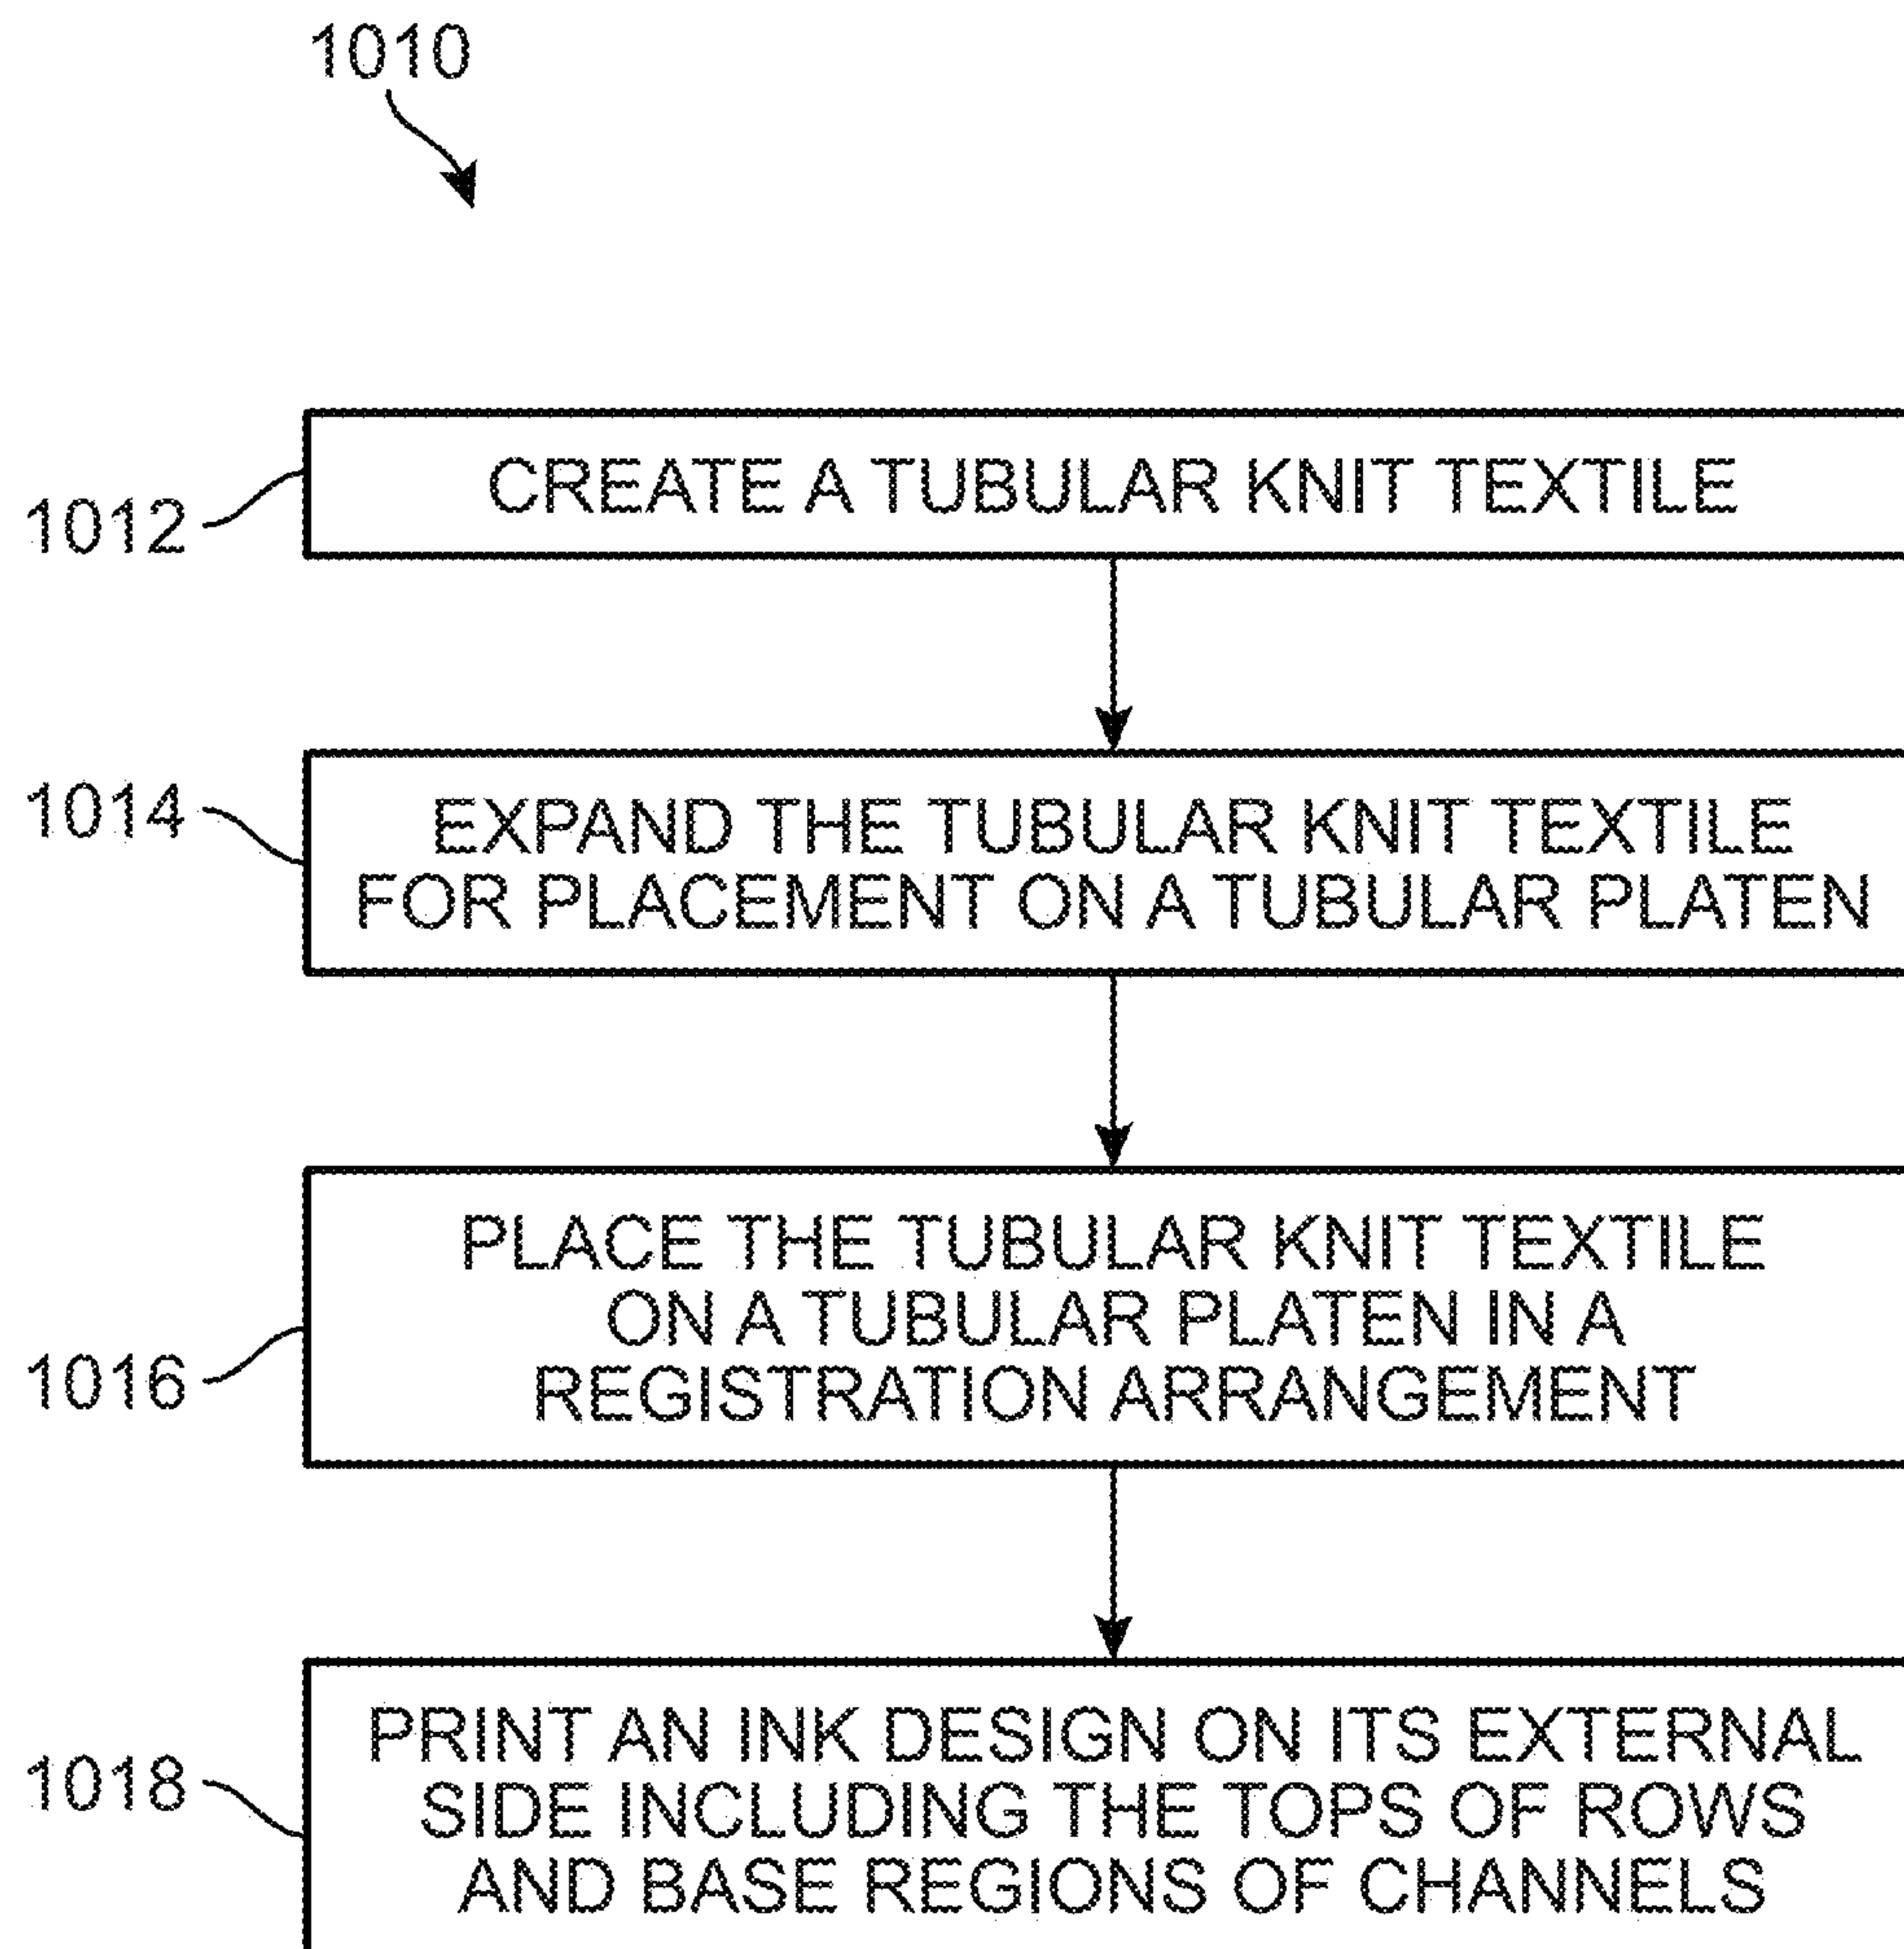 1010
1012
CREATE A TUBULAR KNIT TEXTILE
1014
EXPAND THE TUBULAR KNIT TEXTILE
FOR PLACEMENT ON A TUBULAR PLATEN
1016
PLACE THE TUBULAR KNIT TEXTILE
ON A TUBULAR PLATEN IN A
REGISTRATION ARRANGEMENT
1018
PRINT AN INK DESIGN ON ITS EXTERNAL
SIDE INCLUDING THE TOPS OF ROWS
AND BASE REGIONS OF CHANNELS